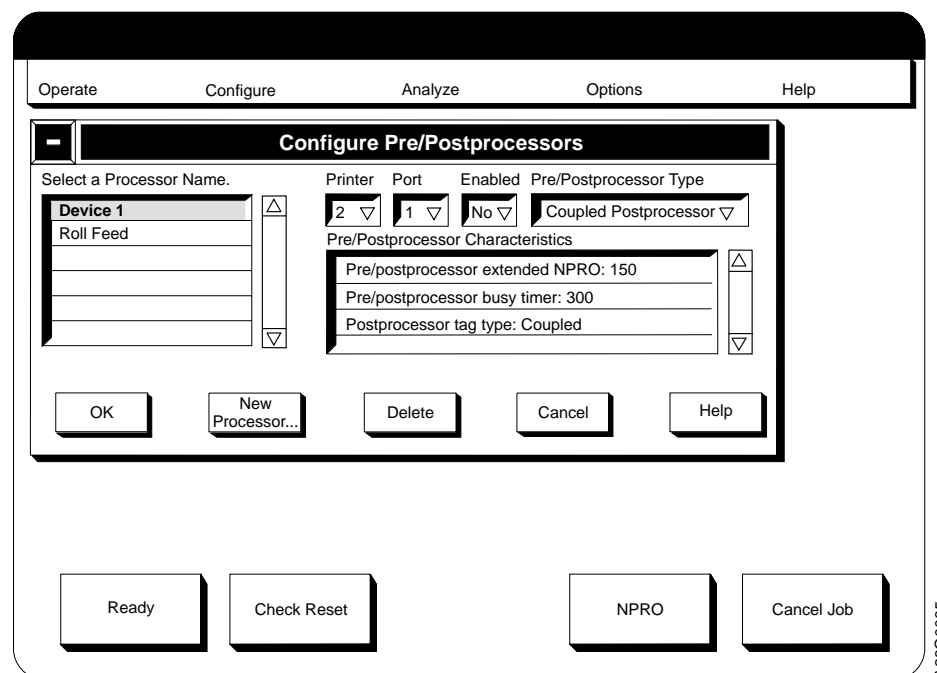 Operate Configure Analyze Options Help
Configure Pre/Postprocessors
Select a Processor Name.
Device 1
Roll Feed
Printer Port Enabled Pre/Postprocessor Type
2 1 No Coupled Postprocessor
Pre/Postprocessor Characteristics
Pre/postprocessor extended NPRO: 150
Pre/postprocessor busy timer: 300
Postprocessor tag type: Coupled
OK
New
Processor...
Delete
Cancel
Help
Ready
Check Reset
NPRO
Cancel Job